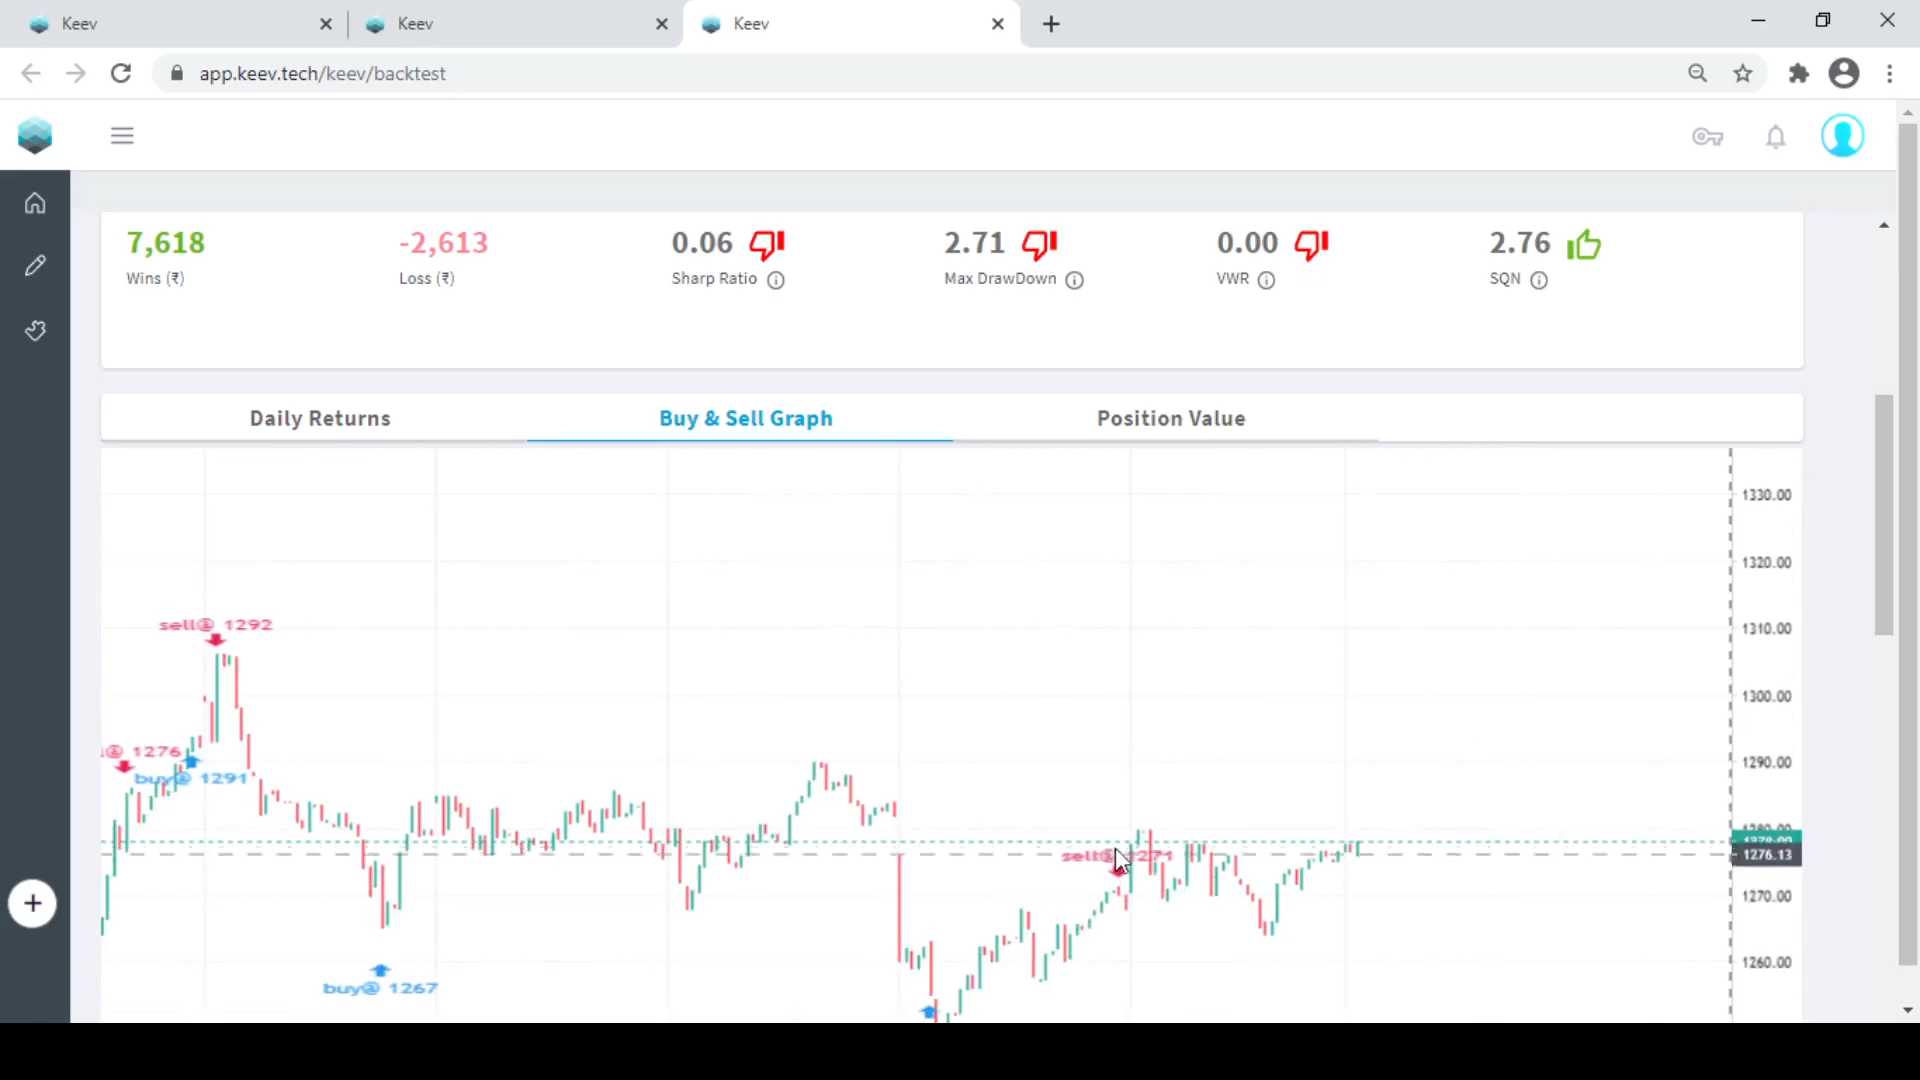 Keev
Keev
Keev
app.keev.tech/keev/backtest
7,618
Wins (₹)
-2,613
Loss (₹)
0.06
Sharp Ratio
2.71
Max DrawDown
0.00
VWR
2.76
SQN
Daily Returns
Buy & Sell Graph
Position Value
1330.00
1320.00
sell@ 1292
1310.00
1300.00
@ 1276
buy@ 1291
1290.00
1276.13
1270.00
buy@ 1267
1260.00